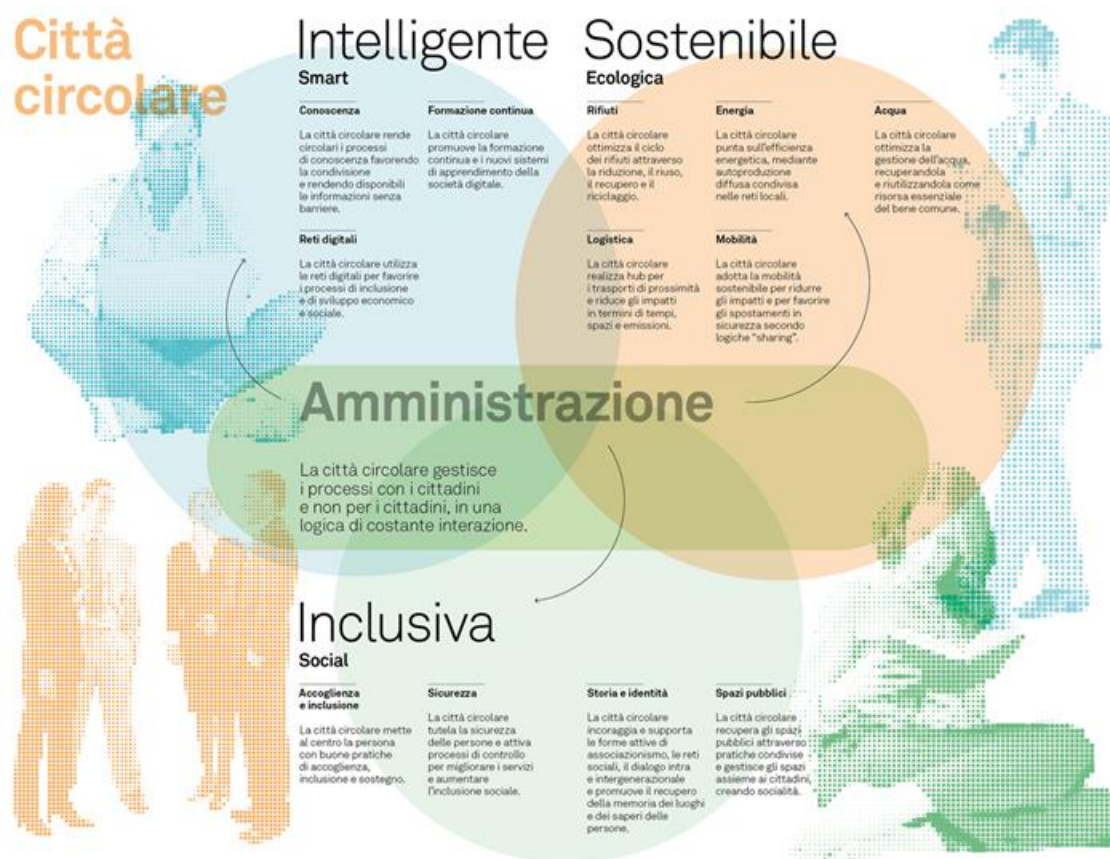 Città
circolare
Intelligente
Smart
Conoscenza
La città circolare rende
circolari i processi
di conoscenza favorendo
la condivisione
e rendendo disponibili
le informazioni senza
barriere.
Formazione continua
La città circolare
promuove la formazione
continua e i nuovi sistemi
di apprendimento della
società digitale.
Reti digitali
La città circolare utilizza
le reti digitali per favorire
i processi di inclusione
e di sviluppo economico
e sociale.
Sostenibile
Ecologica
Rifiuti
La città circolare
ottimizza il ciclo
dei rifiuti attraverso
la riduzione, il riuso,
il recupero e il
riciclaggio.
Energia
La città circolare
punta sull'efficienza
energetica, mediante
autoproduzione
diffusa condivisa
nelle reti locali.
Acqua
La città circolare
ottimizza la
gestione dell'acqua,
recuperandola
e riutilizzandola come
risorsa essenziale
del bene comune.
Logistica
La città circolare
realizza hub per
i trasporti di prossimità
e riduce gli impatti
in termini di tempi,
spazi e emissioni.
Mobilità
La città circolare
adotta la mobilità
sostenibile per ridurre
gli impatti e per favorire
gli spostamenti in
sicurezza secondo
logiche "sharing".
Amministrazione
La città circolare gestisce
i processi con i cittadini
e non per i cittadini, in una
logica di costante interazione.
Inclusiva
Social
Accoglienza
e inclusione
La città circolare mette
al centro la persona
con buone pratiche
di accoglienza,
inclusione e sostegno.
Sicurezza
La città circolare
tutela la sicurezza
delle persone e attiva
processi di controllo
per migliorare i servizi
e aumentare
l'inclusione sociale.
Storia e identità
La città circolare
incoraggia e supporta
le forme attive di
associazionismo, le reti
sociali, il dialogo intra
e intergenerazionale
e promuove il recupero
della memoria dei luoghi
e dei saperi delle
persone.
Spazi pubblici
La città circolare
recupera gli spazi
pubblici attraverso
pratiche condivise
e gestisce gli spazi
assieme ai cittadini,
creando socialità.